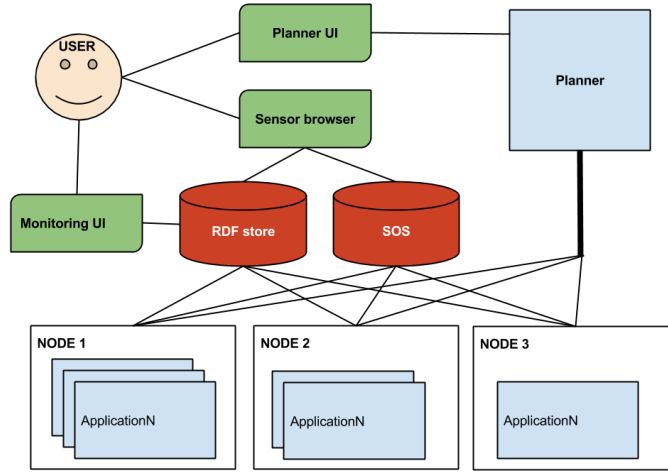 USER
Planner UI
Planner
Sensor browser
Monitoring UI
RDF store
SOS
NODE 1
NODE 2
NODE 3
ApplicationN
ApplicationN
ApplicationN